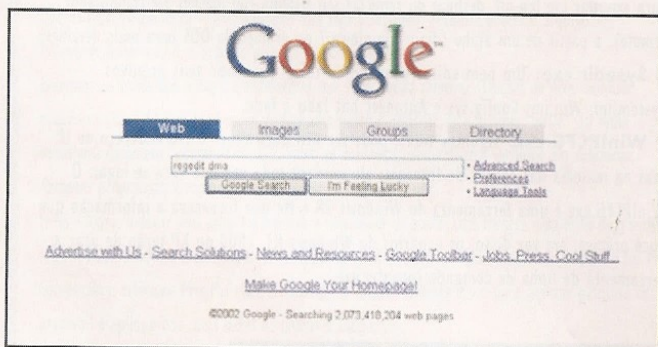 Google™
Web Images Groups Directory
regedit dma
• Advanced Search
• Preferences
• Language Tools
Google Search I'm Feeling Lucky
Advertise with Us - Search Solutions - News and Resources - Google Toolbar - Jobs, Press, Cool Stuff...
Make Google Your Homepage!
©2002 Google - Searching 2,073,418,204 web pages